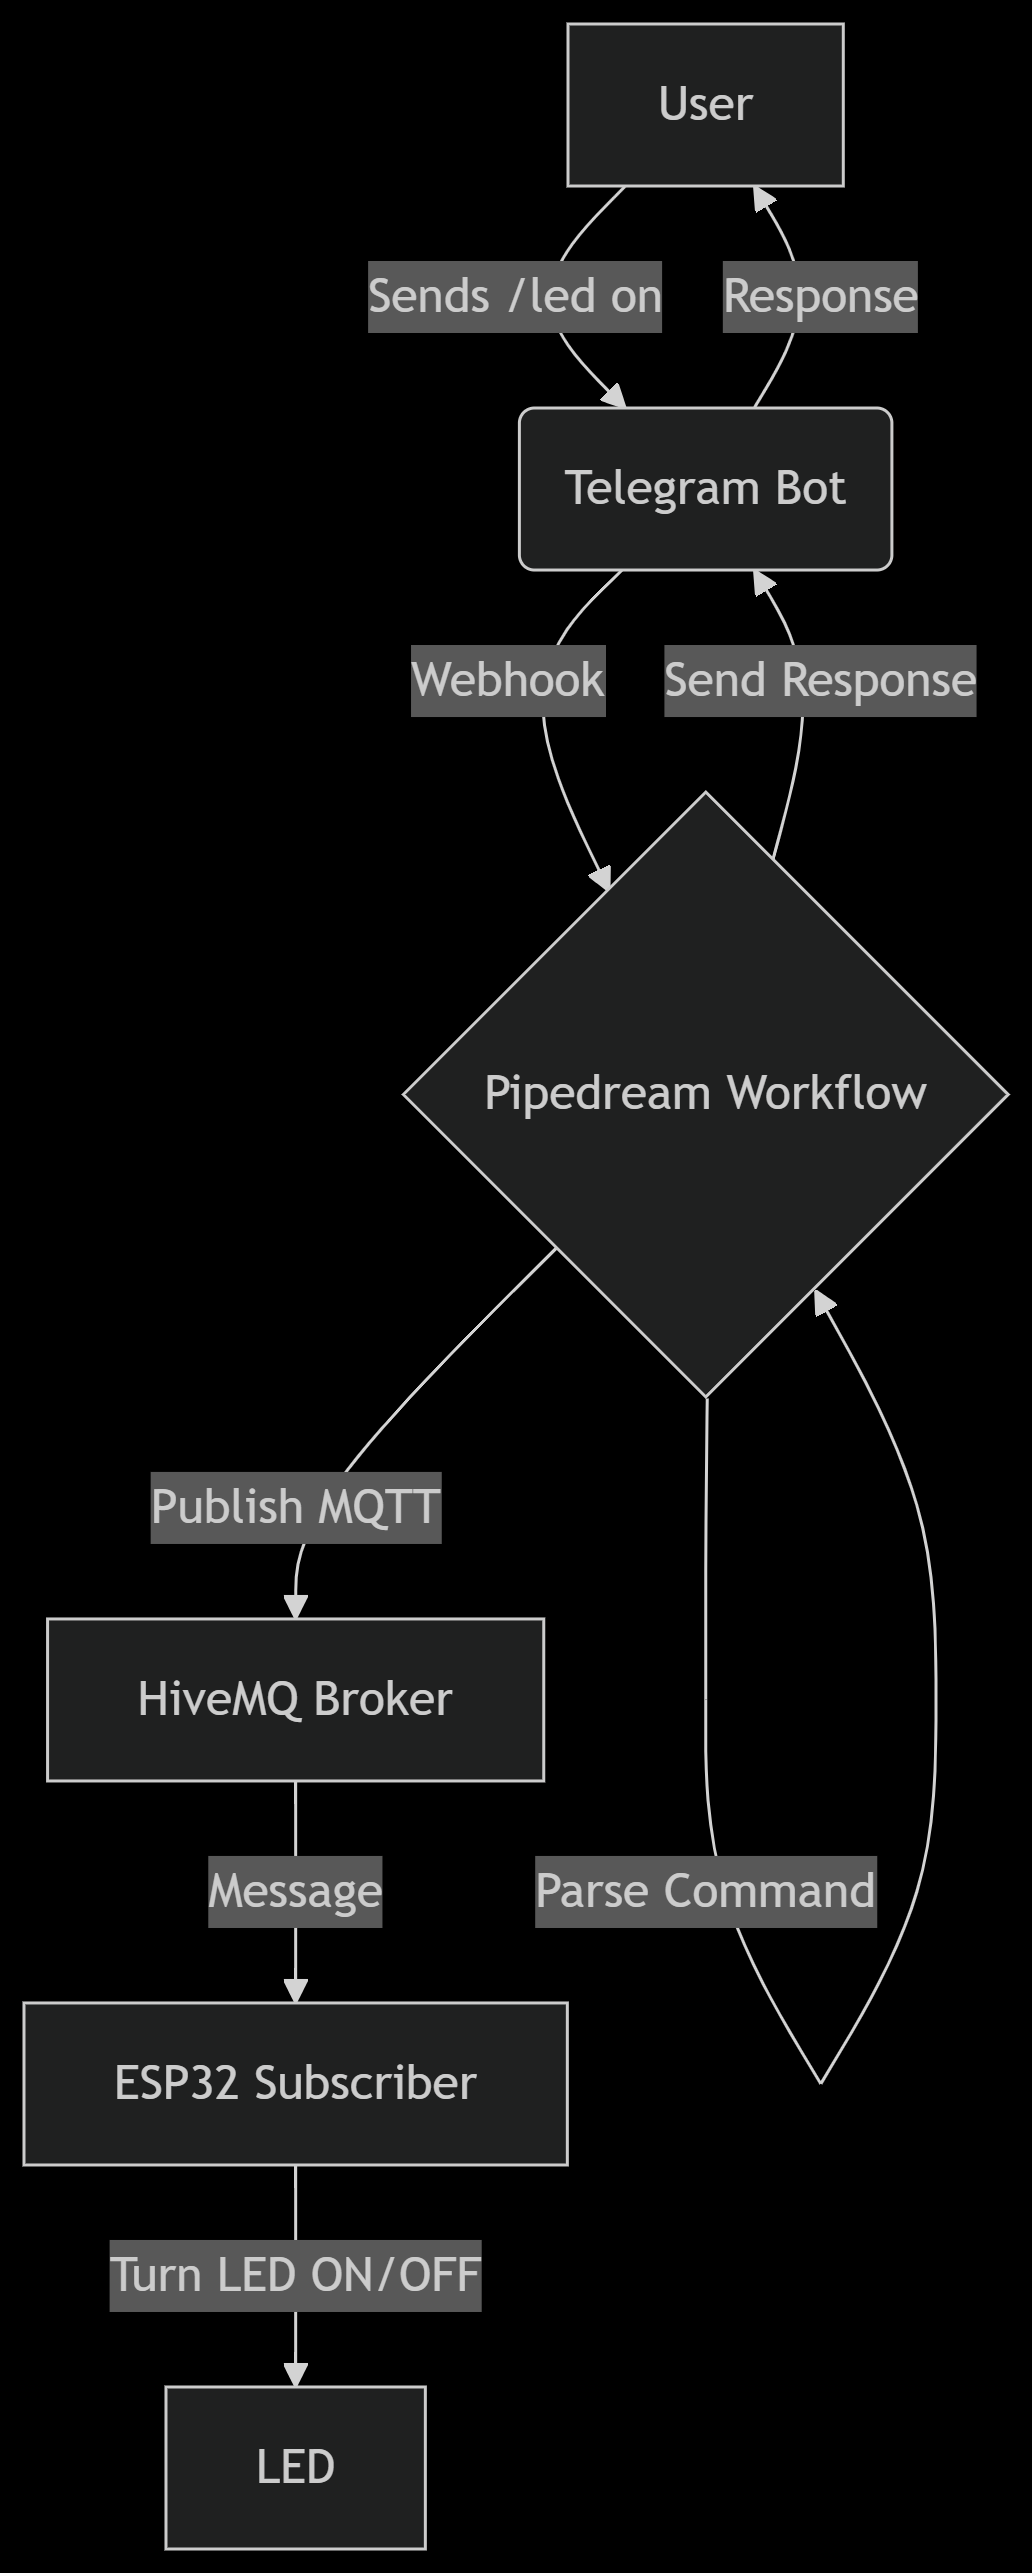 User
Sends /led on
Response
Telegram Bot
Webhook
Send Response
Pipedream Workflow
Publish MQTT
HiveMQ Broker
Message
Parse Command
ESP32 Subscriber
Turn LED ON/OFF
LED